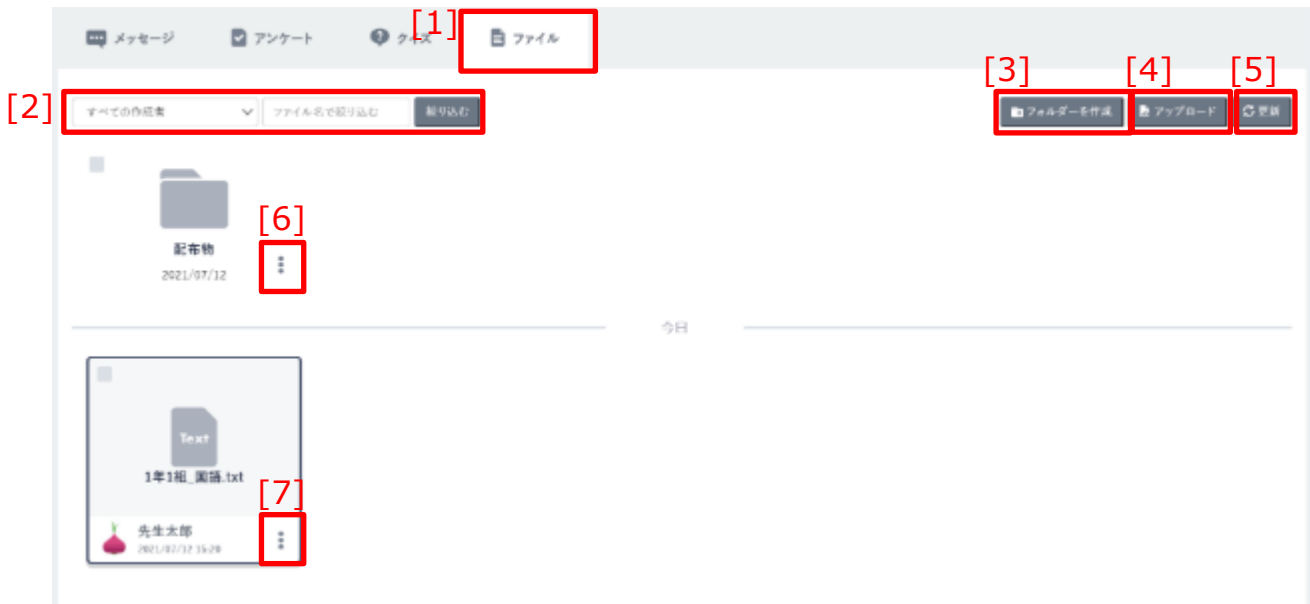 [1]
メッセージ アンケート クイズ ファイル
[2] [3] [4] [5]
すべての作成者 ファイル名で絞り込む 絞り込む フォルダーを作成 アップロード 更新
[6]
配布物
2021/07/12
今日
Text
1年1組_国語.txt
[7]
先生太郎
2021/07/12 15:20